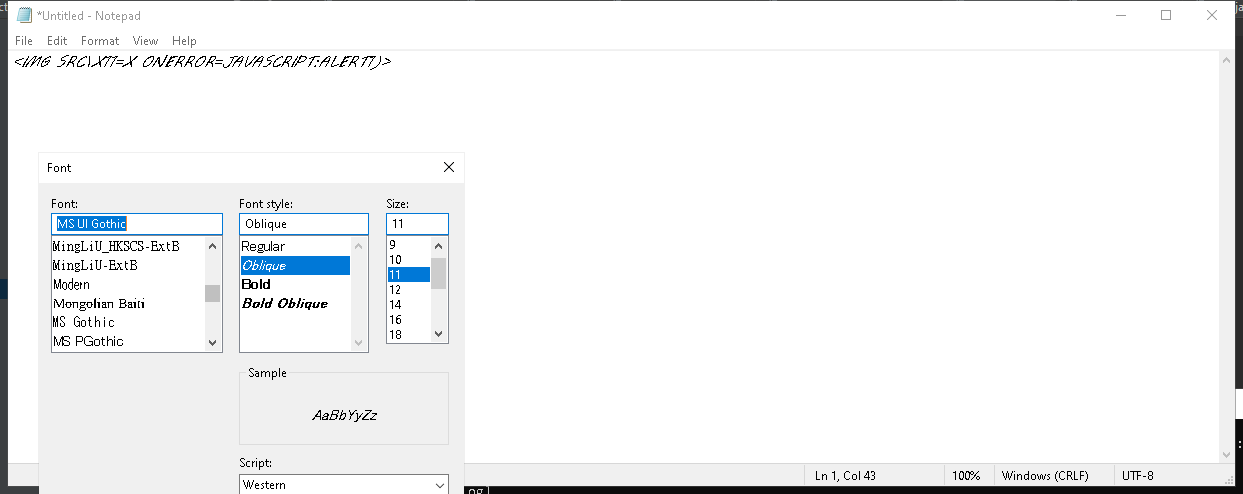 *Untitled - Notepad
File Edit Format View Help
<IMG SRC\XTT=X ONERROR=JAVASCRIPT:ALERTT)>
Font
Font: Font style: Size:
MS UI Gothic Oblique 11
MingLiU_HKSCS-ExtB Regular 9
MingLiU-ExtB Oblique 10
Modern Bold 11
Mongolian Baiti Bold Oblique 12
MS Gothic 14
MS PGothic 16
18
Sample
AaBbYyZz
Script:
Western
Ln 1, Col 43 100% Windows (CRLF) UTF-8